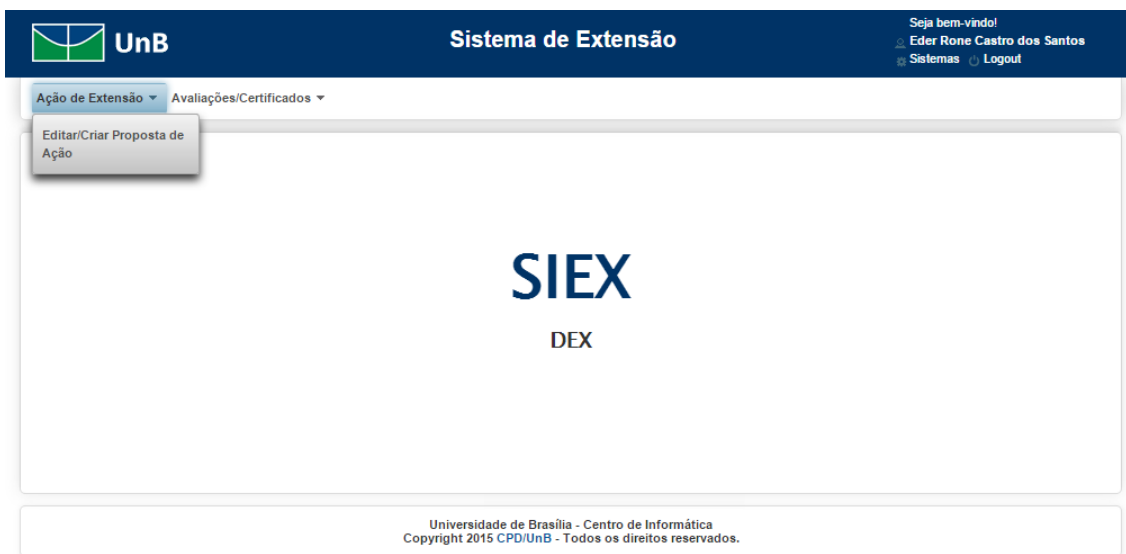 UnB
Sistema de Extensão
Seja bem-vindo!
Eder Rone Castro dos Santos
Sistemas Logout
Ação de Extensão Avaliações/Certificados
Editar/Criar Proposta de
Ação
SIEX
DEX
Universidade de Brasília - Centro de Informática
Copyright 2015 CPD/UnB - Todos os direitos reservados.